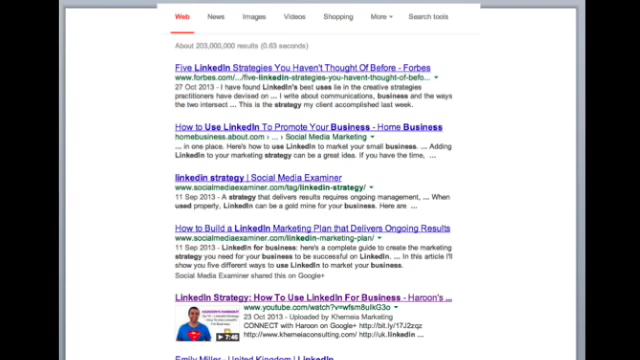 Web News Images Videos Shopping More Search tools
About 203,000,000 results (0.63 seconds)
Five LinkedIn Strategies You Haven't Thought Of Before - Forbes
www.forbes.com/.../five-linkedin-strategies-you-havent-thought-of-befo...
27 Oct 2013 - I have found LinkedIn's best uses lie in the creative strategies
practitioners have devised on ... I write about communications, business and the ways
the two intersect ... This is the strategy my client accomplished last week.
How to Use LinkedIn To Promote Your Business - Home Business
homebusiness.about.com › ... › Social Media Marketing
... in one place. Here's how to use LinkedIn to market your small business. ... Adding
LinkedIn to your marketing strategy can be a great idea. If you have the time, ...
linkedin strategy | Social Media Examiner
www.socialmediaexaminer.com/tag/linkedin-strategy/
11 Sep 2013 - A strategy that delivers results requires ongoing management, ... When
used properly, LinkedIn can be a gold mine for your business. Here are ...
How to Build a LinkedIn Marketing Plan that Delivers Ongoing Results
www.socialmediaexaminer.com/linkedin-marketing-plan/
11 Sep 2013 - LinkedIn for business: here's a complete guide to create the marketing
strategy you need for your business to be successful on LinkedIn. ... In this article I'll
show you five different ways to use LinkedIn to market your business.
Social Media Examiner shared this on Google+
LinkedIn Strategy: How To Use LinkedIn For Business - Haroon's ...
23 Oct 2013 - Uploaded by Khemeia Marketing
CONNECT with Haroon on Google+ http://bit.ly/17J2zqz
http://www.khemeiaconsulting.com/ http://uk.linkedin ...
7:46
Emily Miller - United Kingdom | LinkedIn